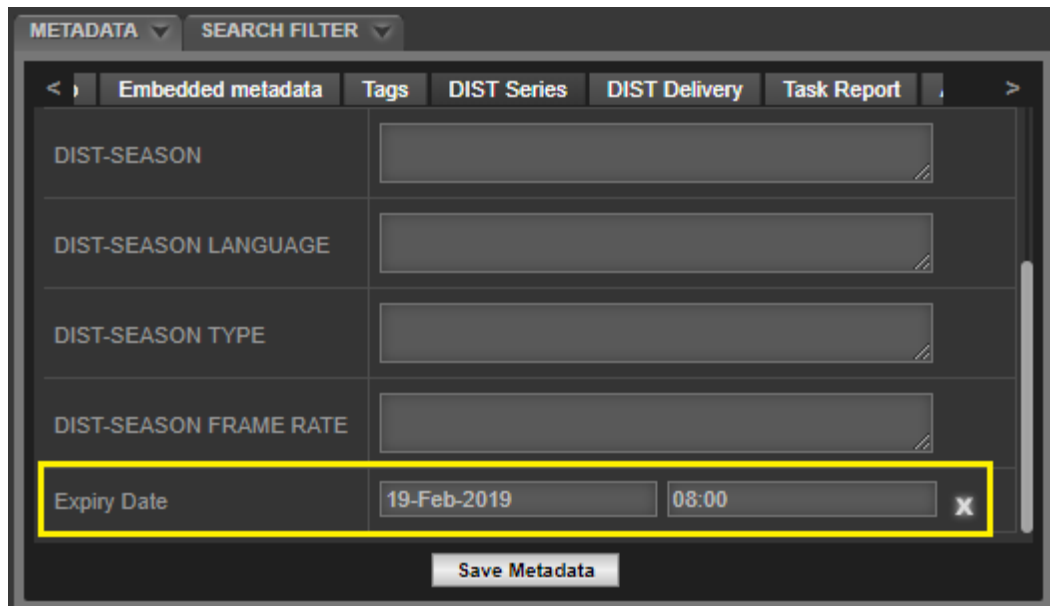 METADATA SEARCH FILTER
< Embedded metadata Tags DIST Series DIST Delivery Task Report >
DIST-SEASON
DIST-SEASON LANGUAGE
DIST-SEASON TYPE
DIST-SEASON FRAME RATE
Expiry Date 19-Feb-2019 08:00 x
Save Metadata